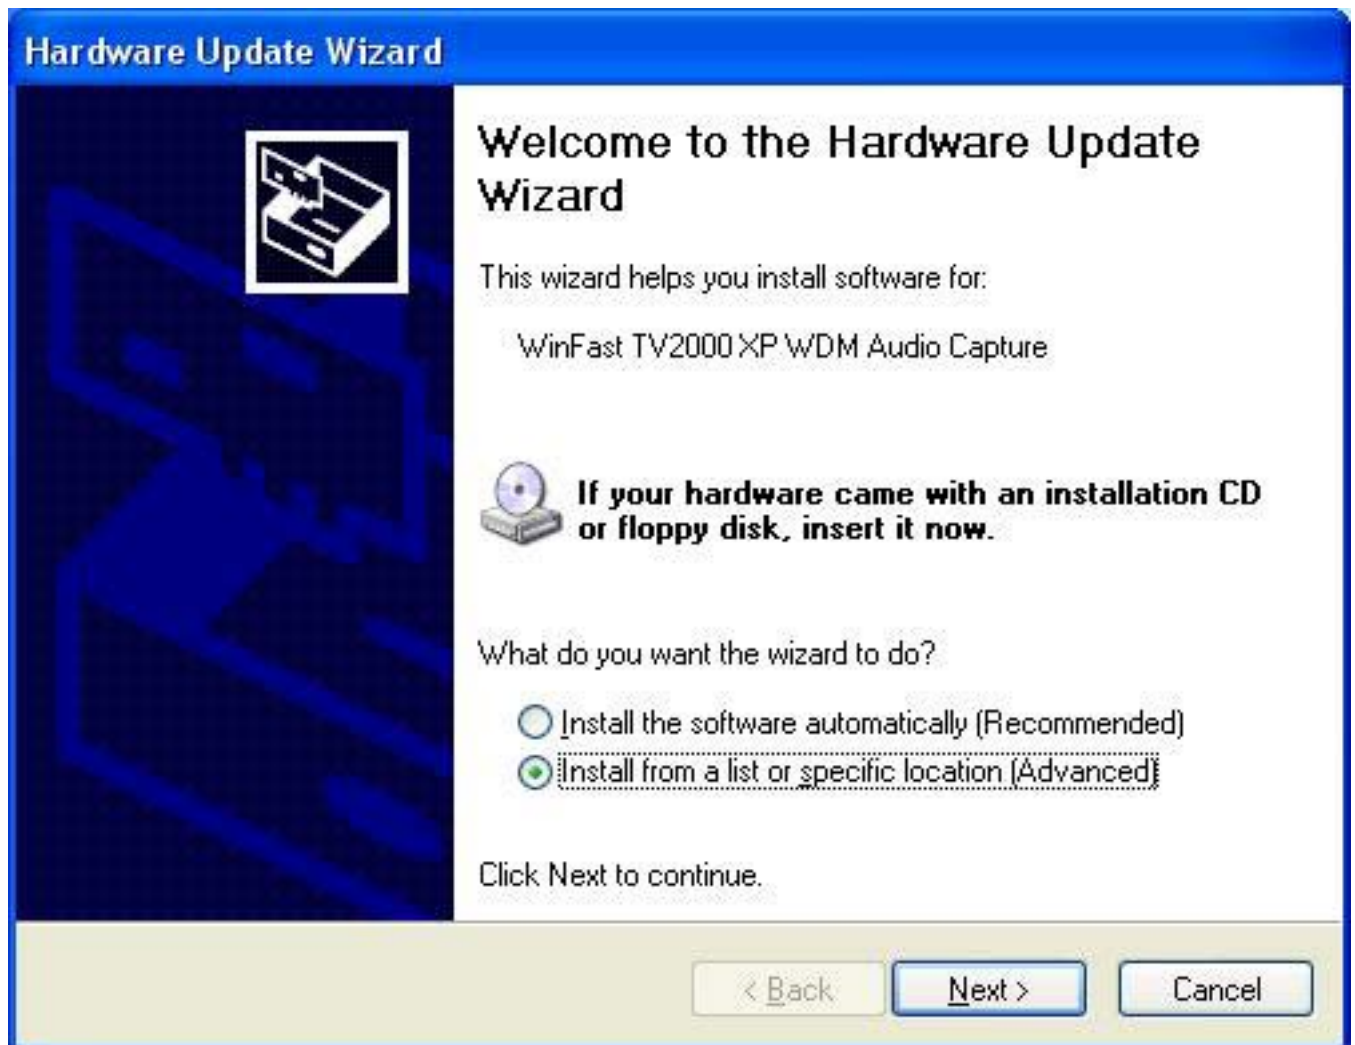 Hardware Update Wizard
Welcome to the Hardware Update
Wizard
This wizard helps you install software for:
WinFast TV2000 XP WDM Audio Capture
If your hardware came with an installation CD
or floppy disk, insert it now.
What do you want the wizard to do?
Install the software automatically (Recommended)
Install from a list or specific location (Advanced)
Click Next to continue.
< Back
Next >
Cancel